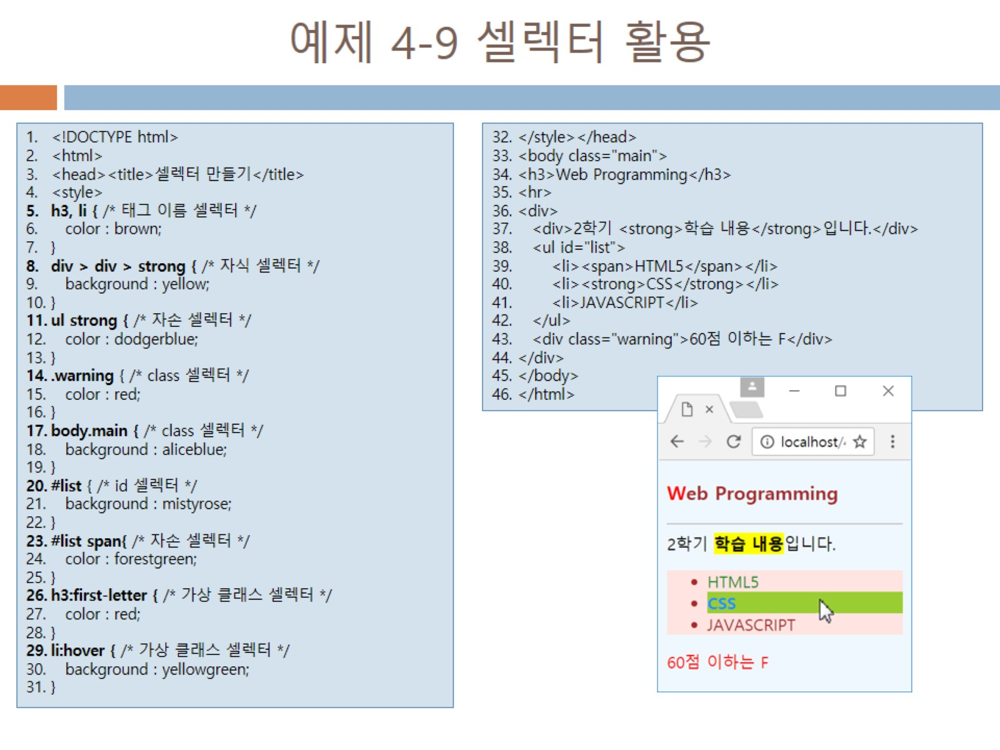 예제 4-9 셀렉터 활용
1. <!DOCTYPE html>
2. <html>
3. <head><title>셀렉터 만들기</title>
4. <style>
5. h3, li { /* 태그 이름 셀렉터 */
6. color : brown;
7. }
8. div > div > strong { /* 자식 셀렉터 */
9. background : yellow;
10. }
11. ul strong { /* 자손 셀렉터 */
12. color : dodgerblue;
13. }
14. .warning { /* class 셀렉터 */
15. color : red;
16. }
17. body.main { /* class 셀렉터 */
18. background : aliceblue;
19. }
20. #list { /* id 셀렉터 */
21. background : mistyrose;
22. }
23. #list span{ /* 자손 셀렉터 */
24. color : forestgreen;
25. }
26. h3:first-letter { /* 가상 클래스 셀렉터 */
27. color : red;
28. }
29. li:hover { /* 가상 클래스 셀렉터 */
30. background : yellowgreen;
31. }
32. </style></head>
33. <body class="main">
34. <h3>Web Programming</h3>
35. <hr>
36. <div>
37. <div>2학기 <strong>학습 내용</strong>입니다.</div>
38. <ul id="list">
39. <li><span>HTML5</span></li>
40. <li><strong>CSS</strong></li>
41. <li>JAVASCRIPT</li>
42. </ul>
43. <div class="warning">60점 이하는 F</div>
44. </div>
45. </body>
46. </html>
localhost/
Web Programming
2학기 학습 내용입니다.
• HTML5
• CSS
• JAVASCRIPT
60점 이하는 F